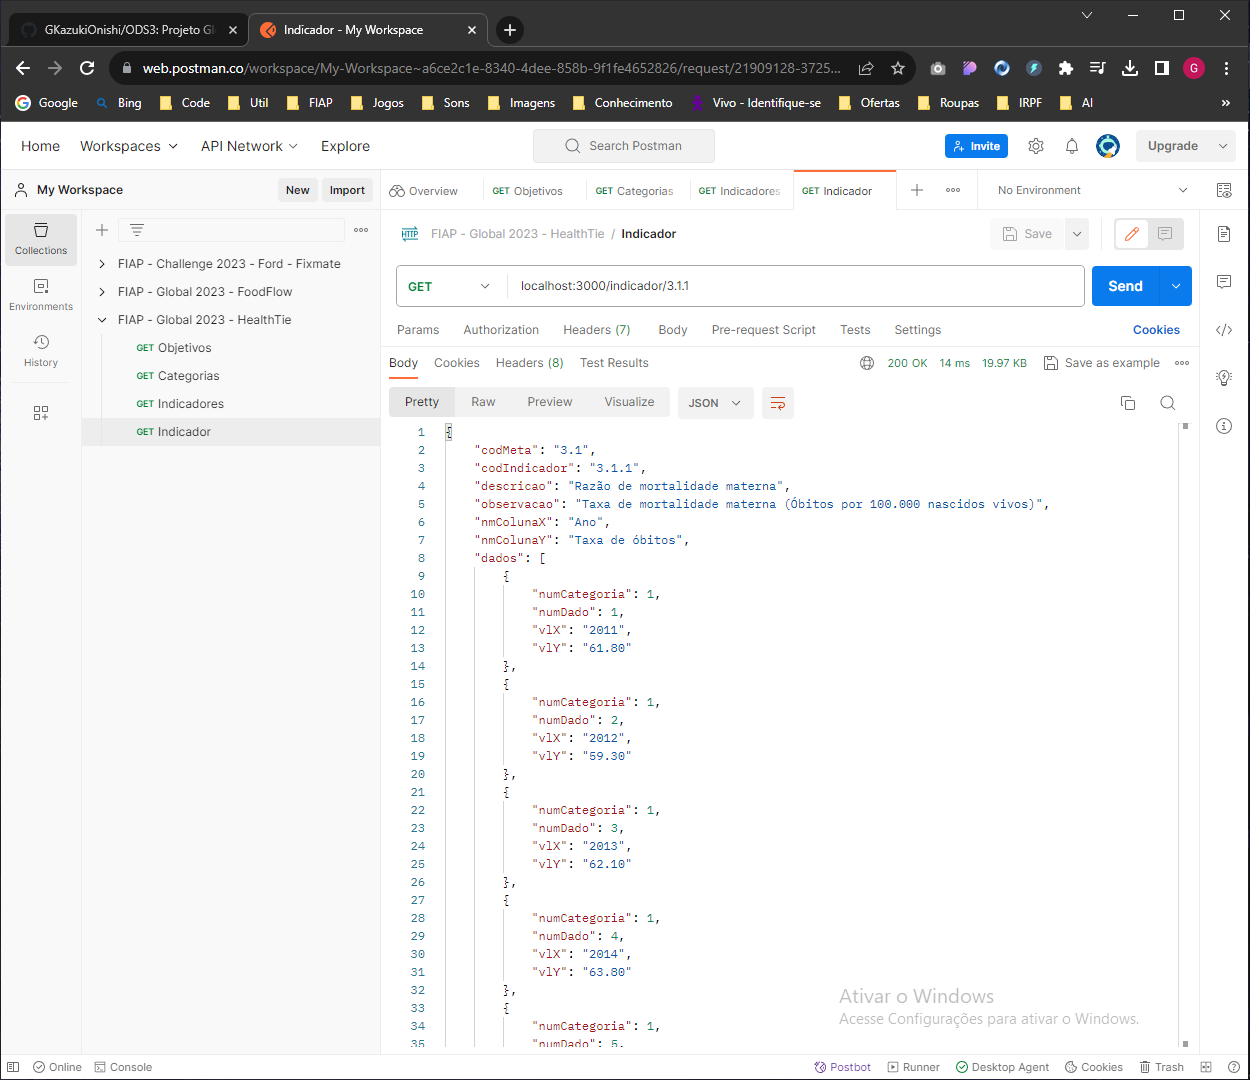 GKazukiOnishi/ODS3: Projeto Gl
Indicador - My Workspace
web.postman.co/workspace/My-Workspace~a6ce2c1e-8340-4dee-858b-9f1fe4652826/request/21909128-3725...
G
Google Bing Code Util FIAP Jogos Sons Imagens Conhecimento Vivo - Identifique-se Ofertas Roupas IRPF AI »
Home Workspaces API Network Explore Search Postman Invite Upgrade
My Workspace New Import Overview GET Objetivos GET Categorias GET Indicadores GET Indicador No Environment
Collections
Environments
History
FIAP - Challenge 2023 - Ford - Fixmate
FIAP - Global 2023 - FoodFlow
FIAP - Global 2023 - HealthTie
GET Objetivos
GET Categorias
GET Indicadores
GET Indicador
HTTP FIAP - Global 2023 - HealthTie / Indicador Save
GET localhost:3000/indicador/3.1.1 Send
Params Authorization Headers (7) Body Pre-request Script Tests Settings Cookies
Body Cookies Headers (8) Test Results 200 OK 14 ms 19.97 KB Save as example
Pretty Raw Preview Visualize JSON
1 {
2 "codMeta": "3.1",
3 "codIndicador": "3.1.1",
4 "descricao": "Razão de mortalidade materna",
5 "observacao": "Taxa de mortalidade materna (Óbitos por 100.000 nascidos vivos)",
6 "nmColunaX": "Ano",
7 "nmColunaY": "Taxa de óbitos",
8 "dados": [
9 {
10 "numCategoria": 1,
11 "numDado": 1,
12 "vlX": "2011",
13 "vlY": "61.80"
14 },
15 {
16 "numCategoria": 1,
17 "numDado": 2,
18 "vlX": "2012",
19 "vlY": "59.30"
20 },
21 {
22 "numCategoria": 1,
23 "numDado": 3,
24 "vlX": "2013",
25 "vlY": "62.10"
26 },
27 {
28 "numCategoria": 1,
29 "numDado": 4,
30 "vlX": "2014",
31 "vlY": "63.80"
32 },
33 {
34 "numCategoria": 1,
35 "numDado": 5,
Ativar o Windows
Acesse Configurações para ativar o Windows.
Online Console Postbot Runner Desktop Agent Cookies Trash